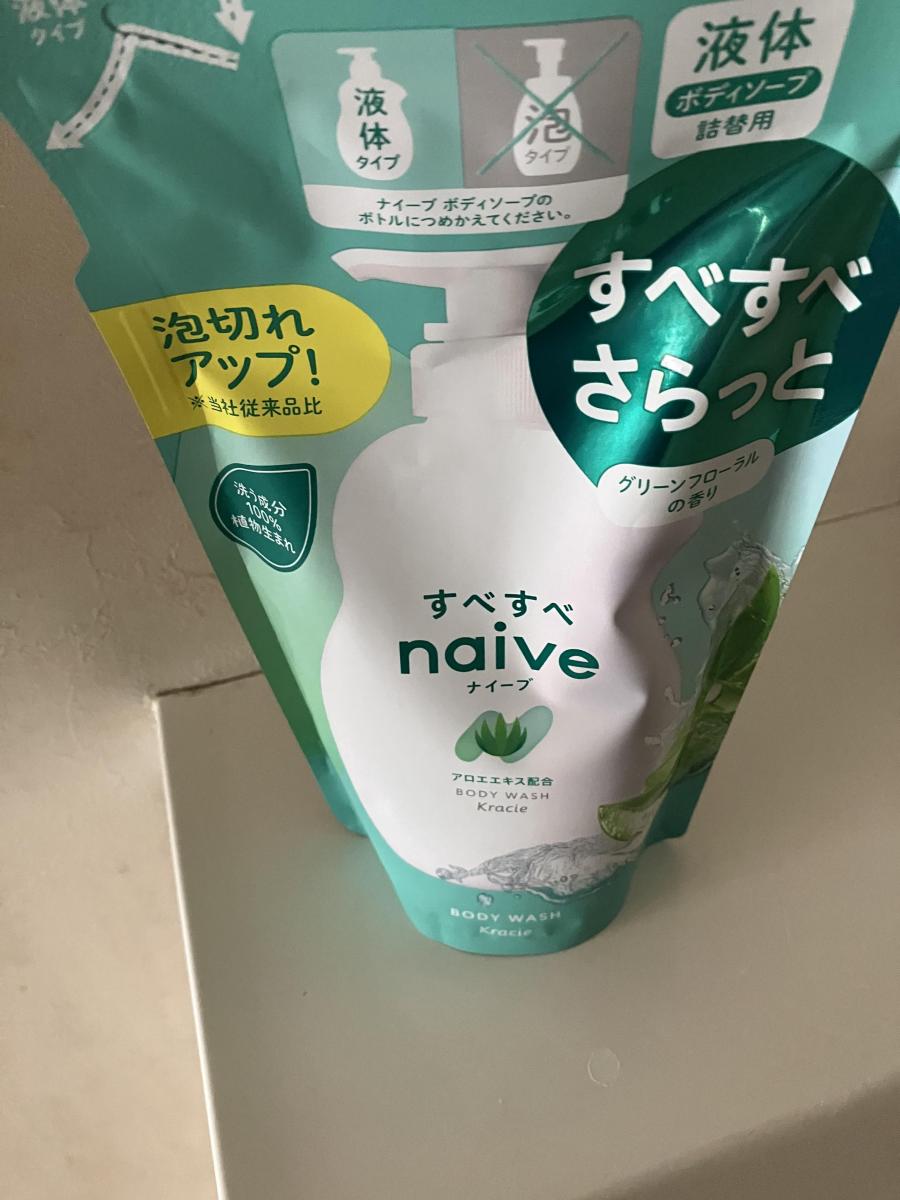 液体
タイプ
液
体
タイプ
泡
タイプ
ナイーブ ボディソープの
ボトルにつめかえてください。
液体
ボディソープ
詰替用
すべすべ
さらっと
グリーンフローラル
の香り
泡切れ
アップ!
※当社従来品比
洗う成分
100%
植物生まれ
すべすべ
naive
ナイーブ
アロエエキス配合
BODY WASH
Kracie
BODY WASH
Kracie